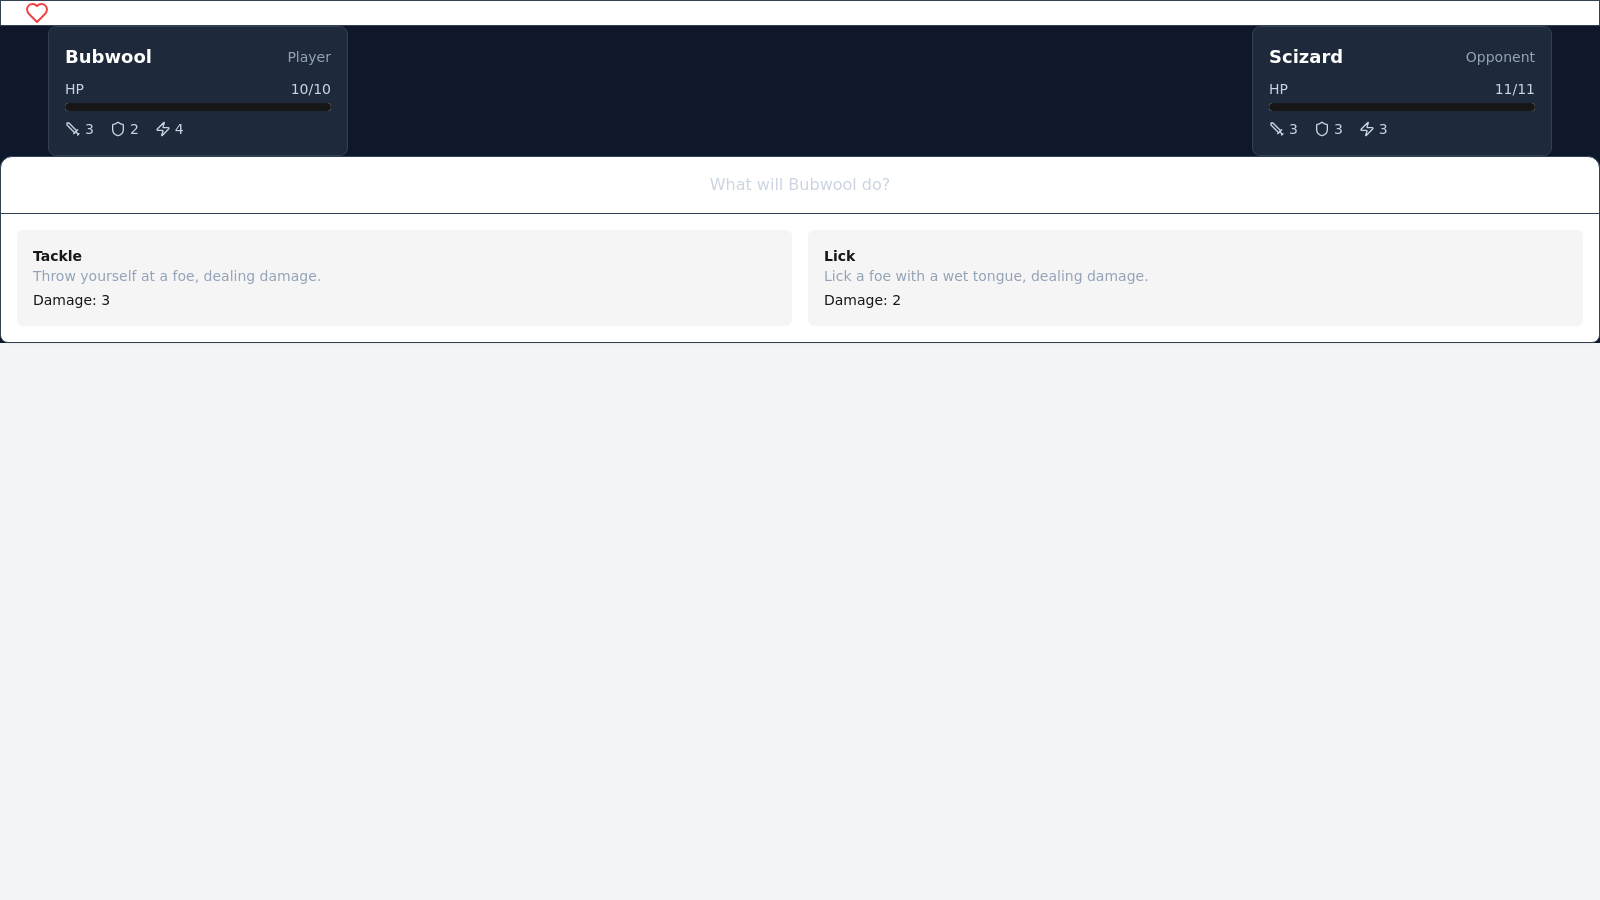 Bubwool Player
HP 10/10
3 2 4
Scizard Opponent
HP 11/11
3 3 3
What will Bubwool do?
Tackle
Throw yourself at a foe, dealing damage.
Damage: 3
Lick
Lick a foe with a wet tongue, dealing damage.
Damage: 2